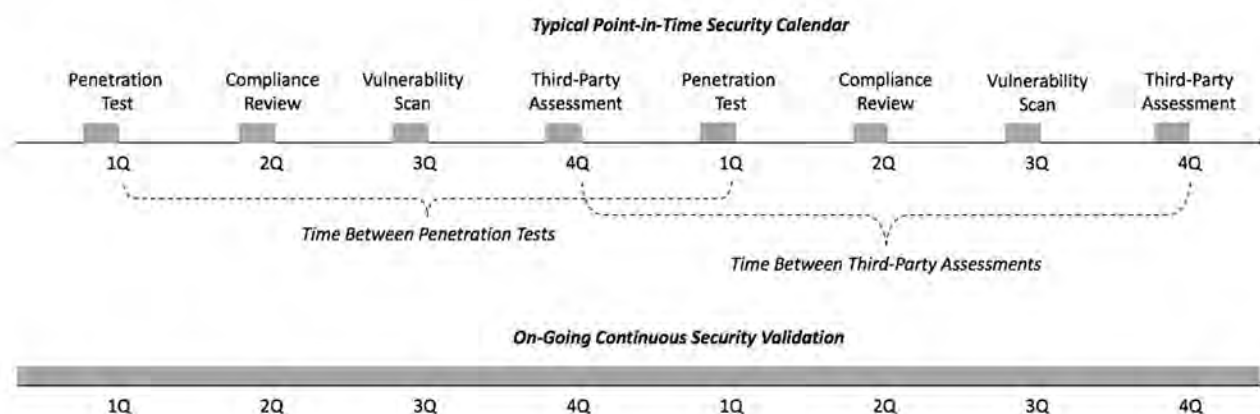 Typical Point-in-Time Security Calendar
Penetration Test
Compliance Review
Vulnerability Scan
Third-Party Assessment
Penetration Test
Compliance Review
Vulnerability Scan
Third-Party Assessment
1Q 2Q 3Q 4Q 1Q 2Q 3Q 4Q
Time Between Penetration Tests
Time Between Third-Party Assessments
On-Going Continuous Security Validation
1Q 2Q 3Q 4Q 1Q 2Q 3Q 4Q